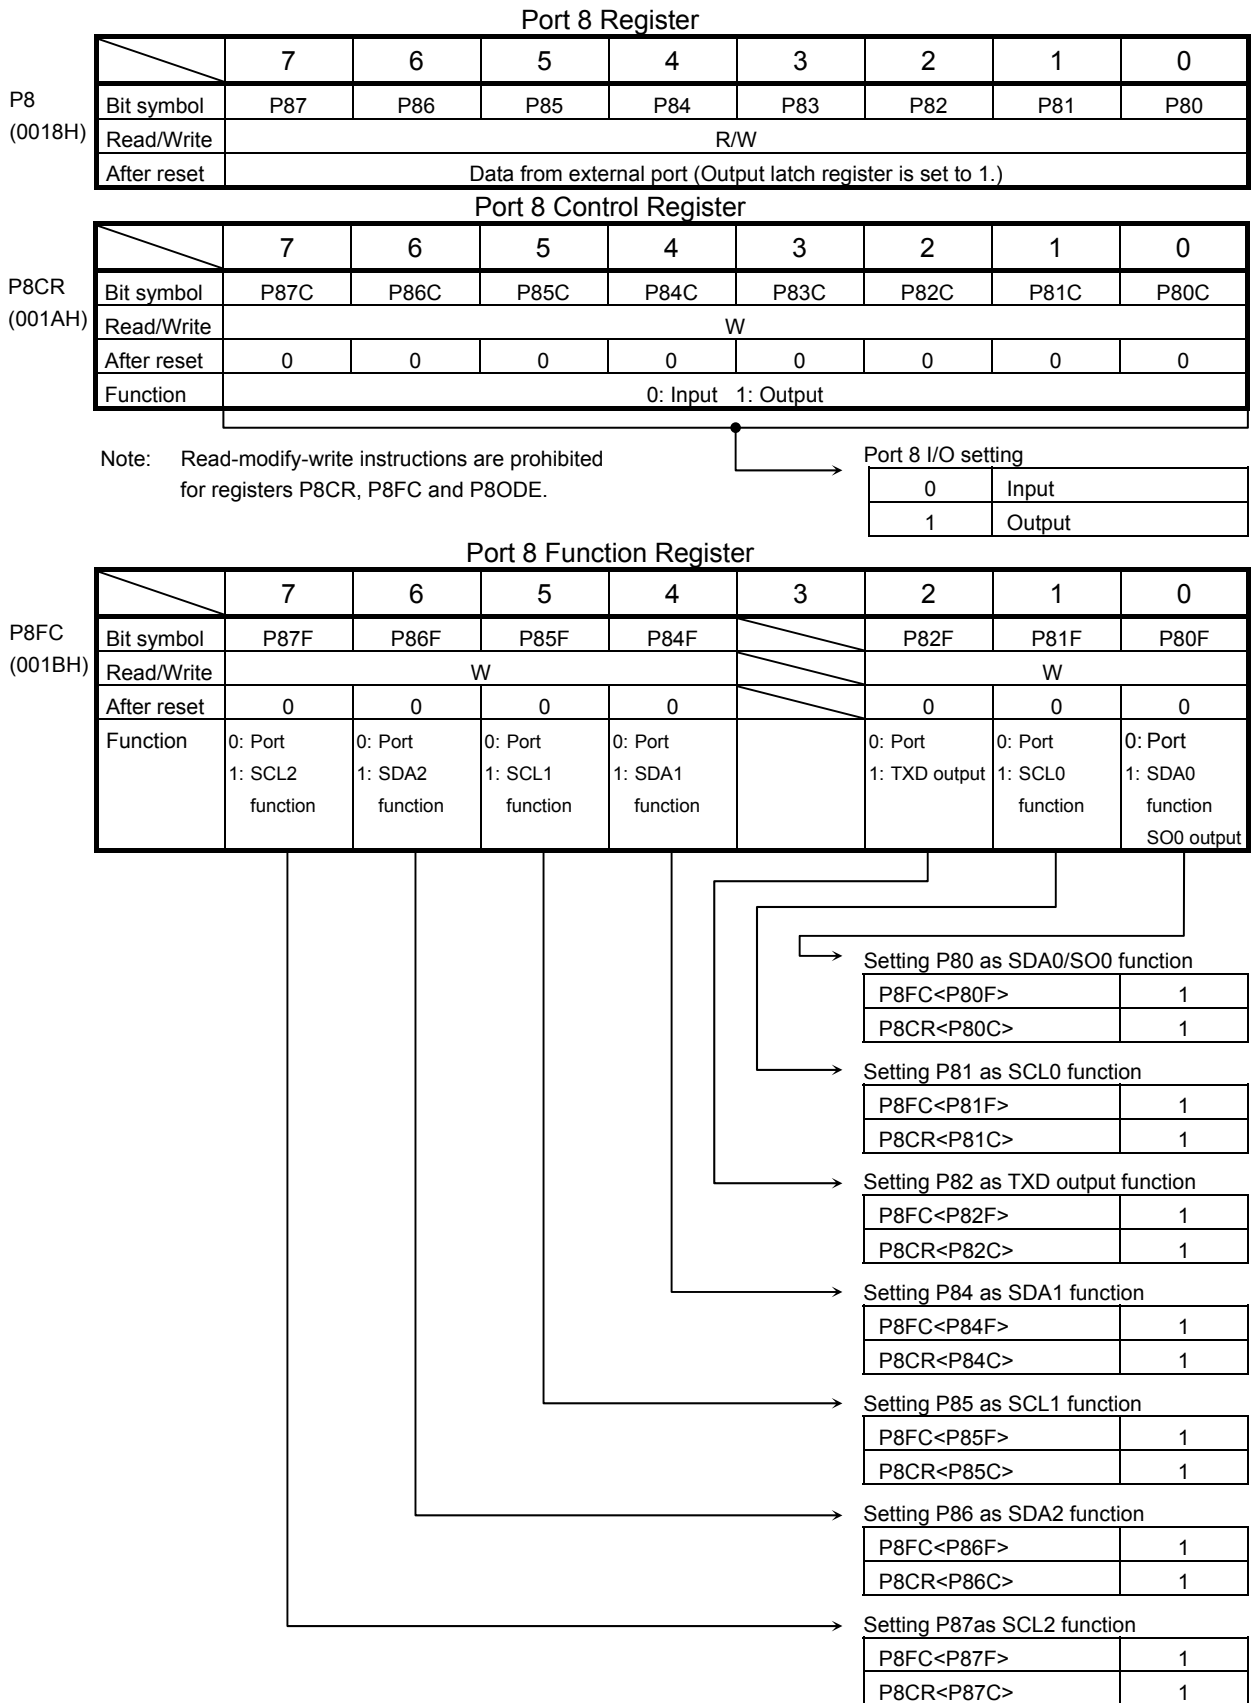 Port 8 Register
7 6 5 4 3 2 1 0
P8
(0018H)
Bit symbol P87 P86 P85 P84 P83 P82 P81 P80
Read/Write R/W
After reset Data from external port (Output latch register is set to 1.)
Port 8 Control Register
7 6 5 4 3 2 1 0
P8CR
(001AH)
Bit symbol P87C P86C P85C P84C P83C P82C P81C P80C
Read/Write W
After reset 0 0 0 0 0 0 0 0
Function 0: Input 1: Output
Note: Read-modify-write instructions are prohibited
for registers P8CR, P8FC and P8ODE.
Port 8 I/O setting
0 Input
1 Output
Port 8 Function Register
7 6 5 4 3 2 1 0
P8FC
(001BH)
Bit symbol P87F P86F P85F P84F P82F P81F P80F
Read/Write W W
After reset 0 0 0 0 0 0 0
Function 0: Port 0: Port 0: Port 0: Port 0: Port 0: Port 0: Port
1: SCL2 1: SDA2 1: SCL1 1: SDA1 1: TXD output 1: SCL0 1: SDA0
function function function function function function
SO0 output
Setting P80 as SDA0/SO0 function
P8FC<P80F> 1
P8CR<P80C> 1
Setting P81 as SCL0 function
P8FC<P81F> 1
P8CR<P81C> 1
Setting P82 as TXD output function
P8FC<P82F> 1
P8CR<P82C> 1
Setting P84 as SDA1 function
P8FC<P84F> 1
P8CR<P84C> 1
Setting P85 as SCL1 function
P8FC<P85F> 1
P8CR<P85C> 1
Setting P86 as SDA2 function
P8FC<P86F> 1
P8CR<P86C> 1
Setting P87as SCL2 function
P8FC<P87F> 1
P8CR<P87C> 1